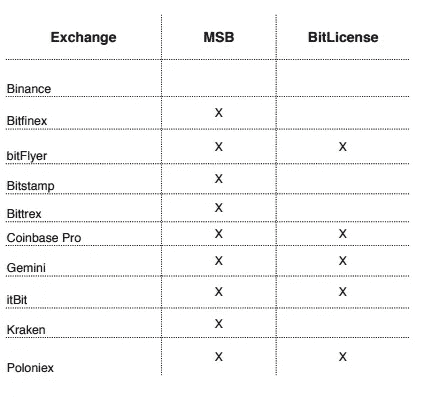 Exchange MSB BitLicense
Binance
Bitfinex X
bitFlyer X X
Bitstamp X
Bittrex X
Coinbase Pro X X
Gemini X X
itBit X X
Kraken X
Poloniex X X